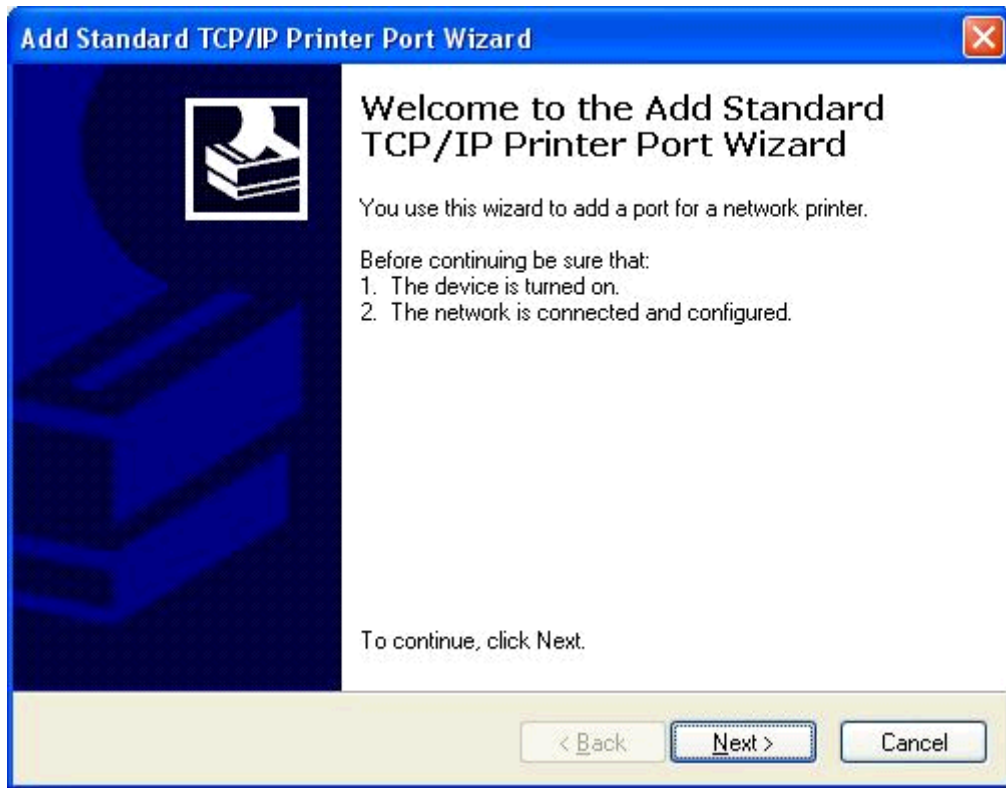 Add Standard TCP/IP Printer Port Wizard
Welcome to the Add Standard
TCP/IP Printer Port Wizard
You use this wizard to add a port for a network printer.
Before continuing be sure that:
1. The device is turned on.
2. The network is connected and configured.
To continue, click Next.
< Back
Next >
Cancel